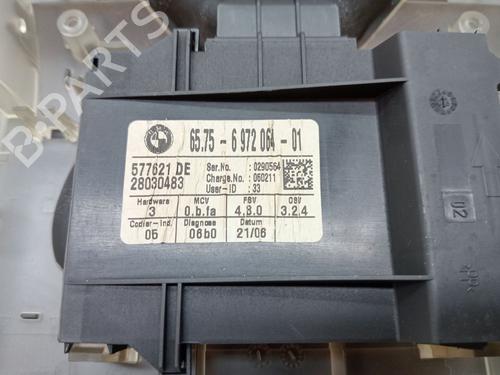 B-PARTS
65.75 - 6 972 064 - 01
577621 DE
28030483
Ser.No. : 0290564
Charge.No. : 060211
User-ID : 33
Hardware MCV FSV OSV
3 0.b.fa 4.8.0 3.2.4
Codier-Ind. Diagnose Datum
05 06b0 21/06
02